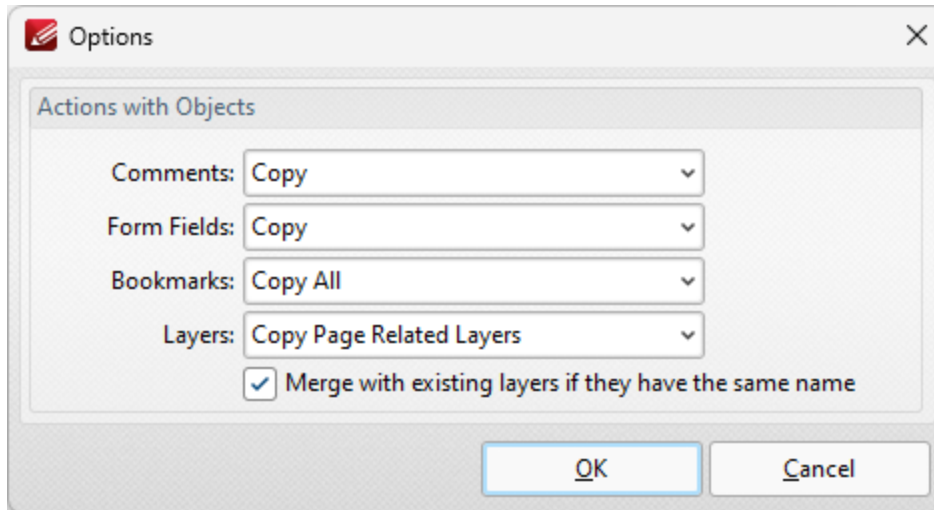 Options
Actions with Objects
Comments: Copy
Form Fields: Copy
Bookmarks: Copy All
Layers: Copy Page Related Layers
Merge with existing layers if they have the same name
OK Cancel